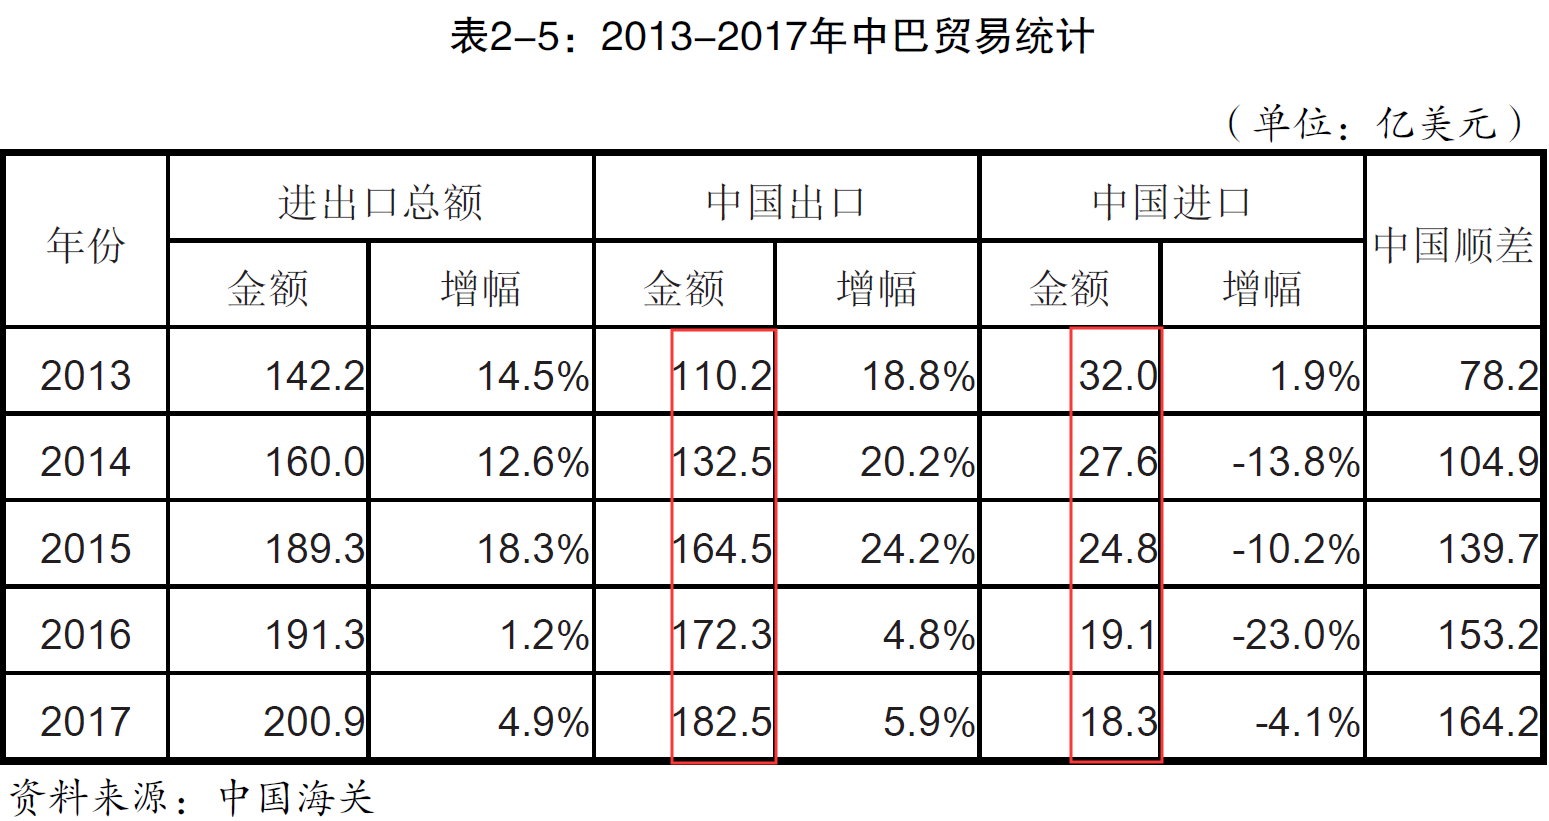 表2-5：2013-2017年中巴贸易统计
（单位：亿美元）
年份 进出口总额 中国出口 中国进口 中国顺差
金额 增幅 金额 增幅 金额 增幅
2013 142.2 14.5% 110.2 18.8% 32.0 1.9% 78.2
2014 160.0 12.6% 132.5 20.2% 27.6 -13.8% 104.9
2015 189.3 18.3% 164.5 24.2% 24.8 -10.2% 139.7
2016 191.3 1.2% 172.3 4.8% 19.1 -23.0% 153.2
2017 200.9 4.9% 182.5 5.9% 18.3 -4.1% 164.2
资料来源：中国海关